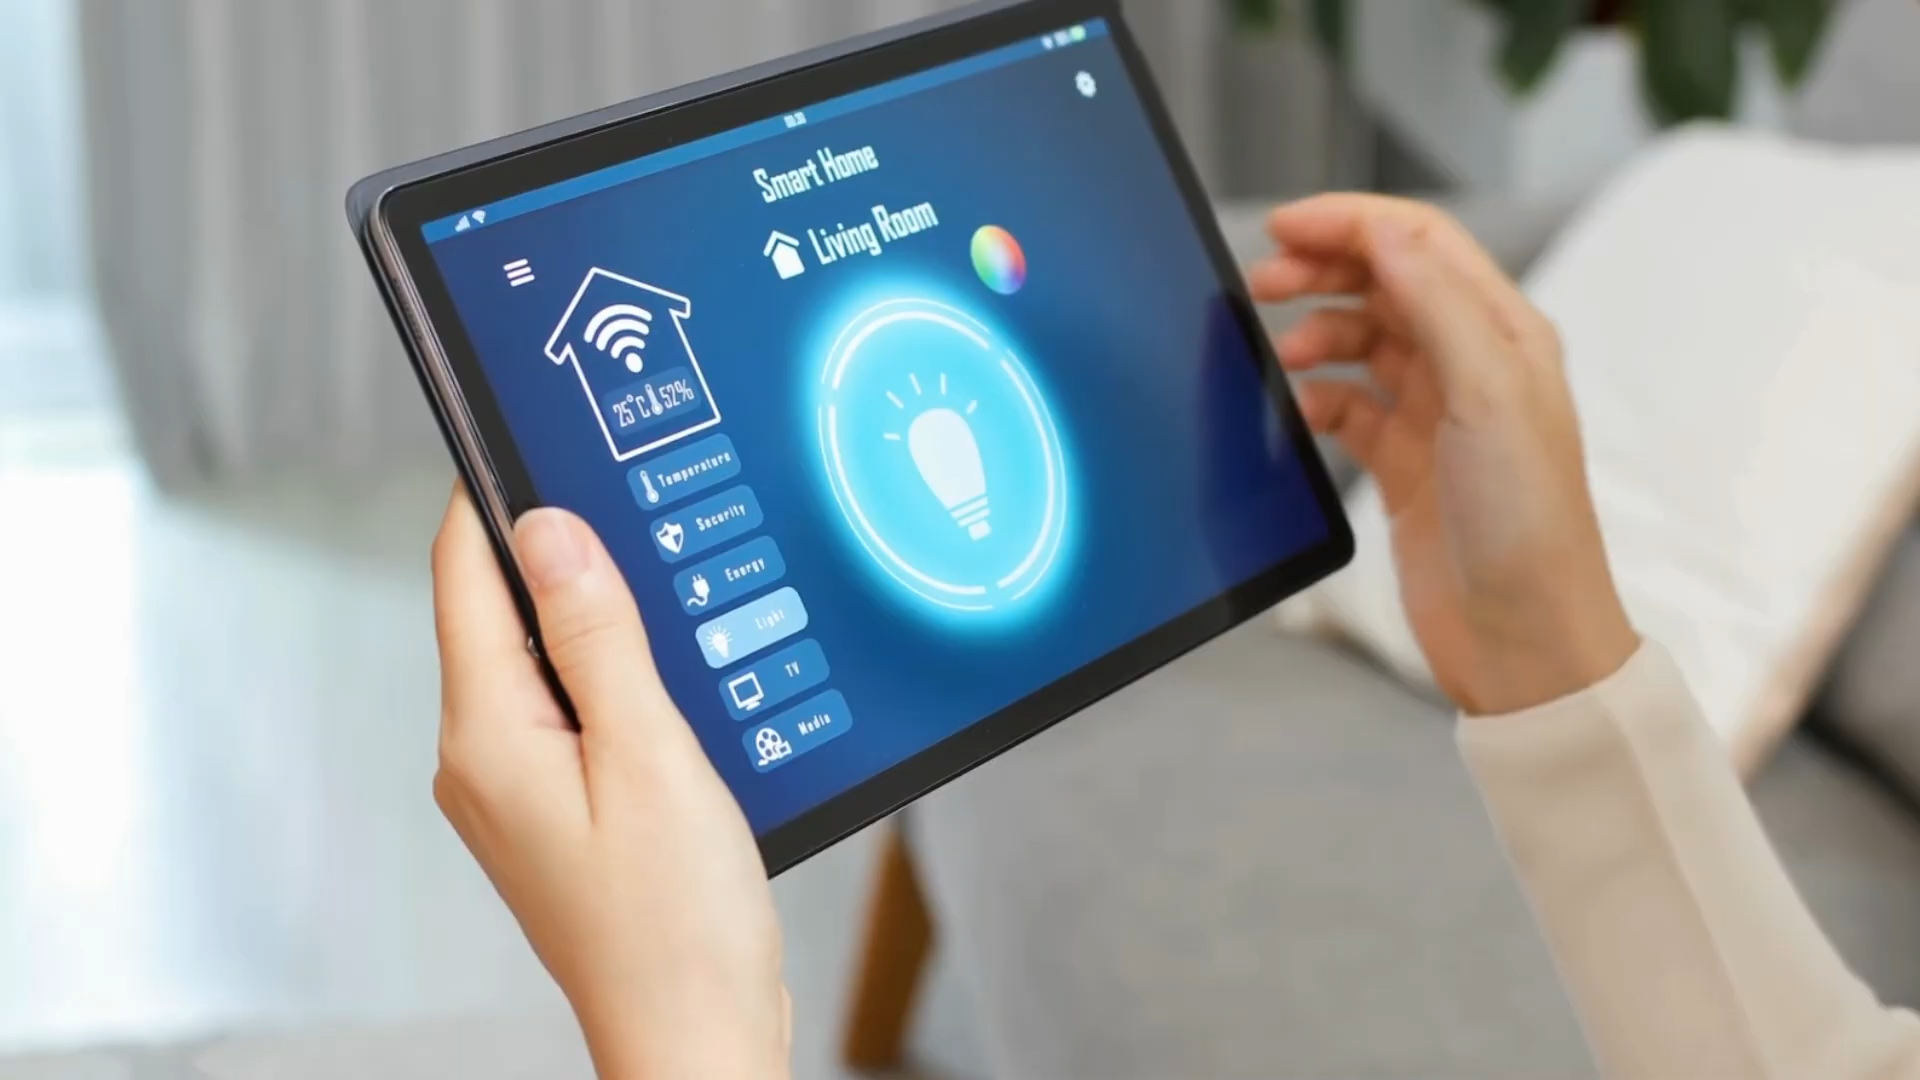 Smart Home
Living Room
25°C 52%
Temperature
Security
Energy
Light
TV
Media